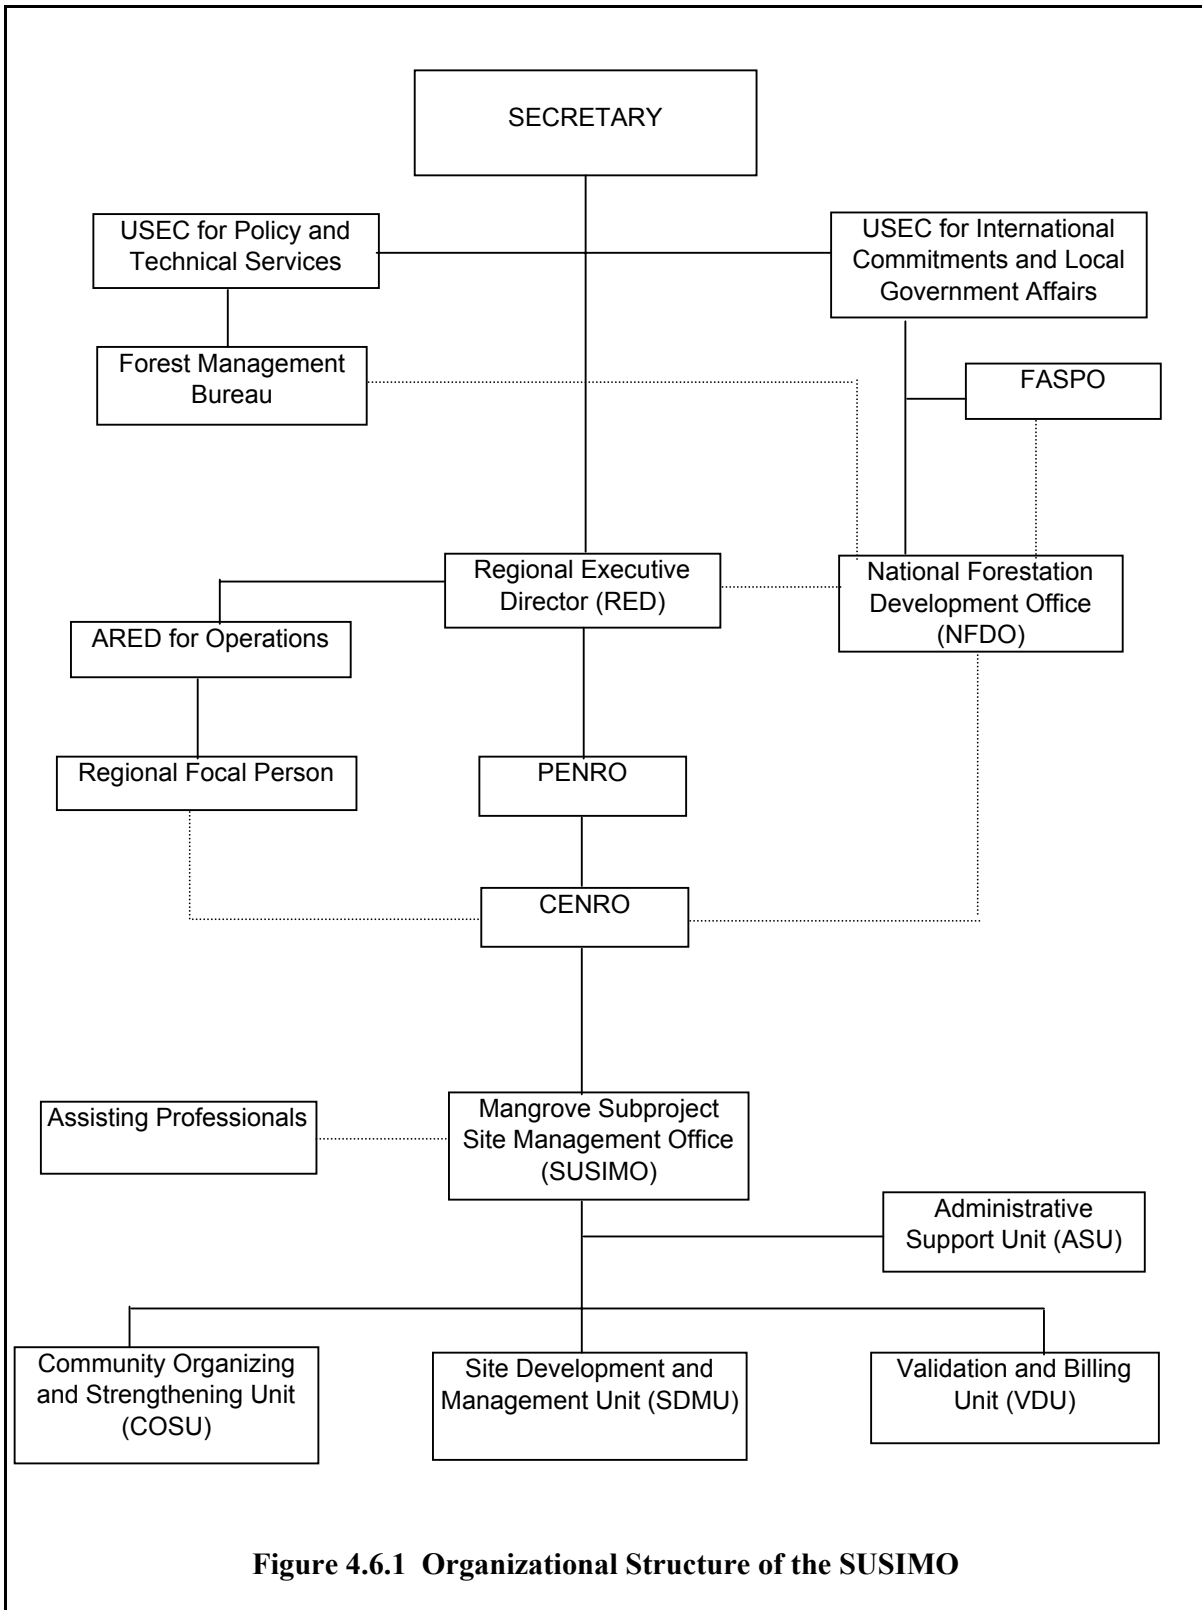 SECRETARY
USEC for Policy and
Technical Services
USEC for International
Commitments and Local
Government Affairs
Forest Management
Bureau
FASPO
Regional Executive
Director (RED)
National Forestation
Development Office
(NFDO)
ARED for Operations
Regional Focal Person
PENRO
CENRO
Assisting Professionals
Mangrove Subproject
Site Management Office
(SUSIMO)
Administrative
Support Unit (ASU)
Community Organizing
and Strengthening Unit
(COSU)
Site Development and
Management Unit (SDMU)
Validation and Billing
Unit (VDU)
Figure 4.6.1 Organizational Structure of the SUSIMO